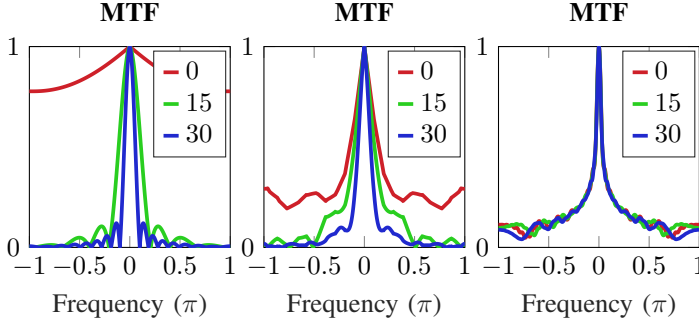 MTF MTF MTF
1 0 15 30 1 0 15 30 1 0 15 30
0 0 0
−1 −0.5 0 0.5 1 −1 −0.5 0 0.5 1 −1 −0.5 0 0.5 1
Frequency (π) Frequency (π) Frequency (π)